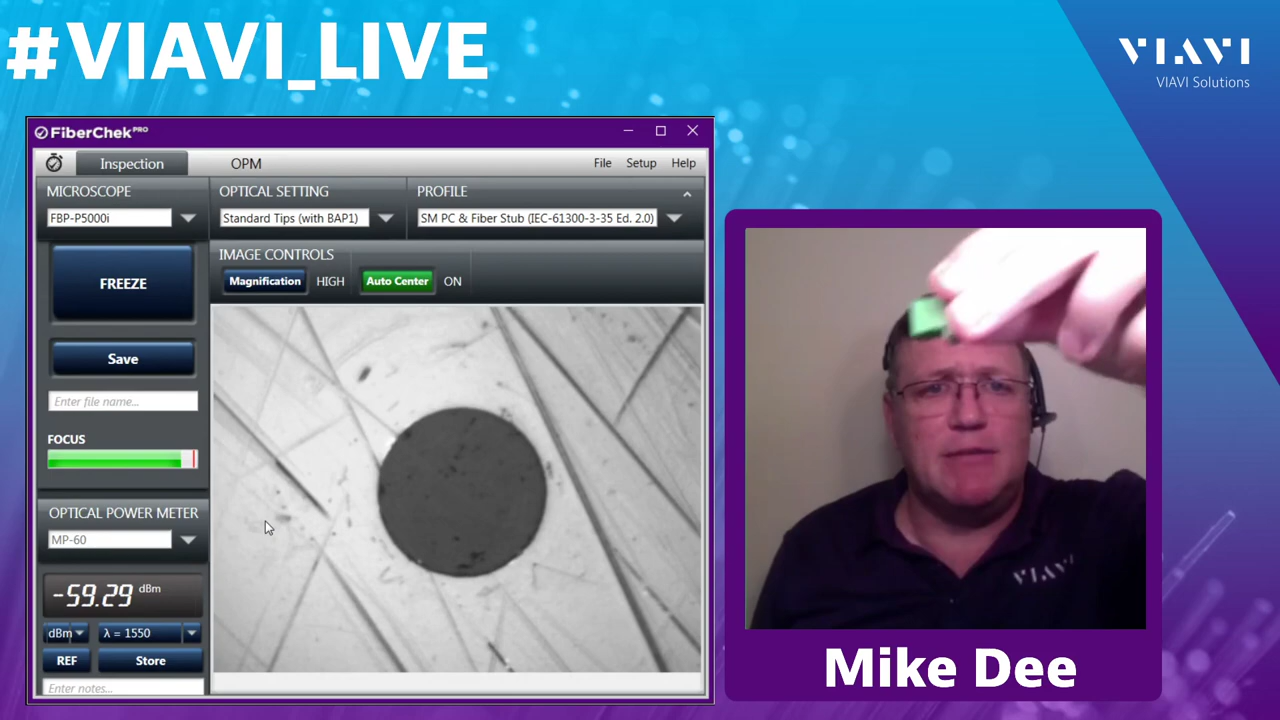 #VIAVI_LIVE
VIAVI
VIAVI Solutions
FiberChek PRO
Inspection
OPM
File
Setup
Help
MICROSCOPE
OPTICAL SETTING
PROFILE
FBP-P5000i
Standard Tips (with BAP1)
SM PC & Fiber Stub (IEC-61300-3-35 Ed. 2.0)
IMAGE CONTROLS
FREEZE
Magnification
HIGH
Auto Center
ON
Save
Enter file name...
FOCUS
OPTICAL POWER METER
MP-60
-59.29 dBm
dBm
λ = 1550
REF
Store
Enter notes...
VIAVI
Mike Dee